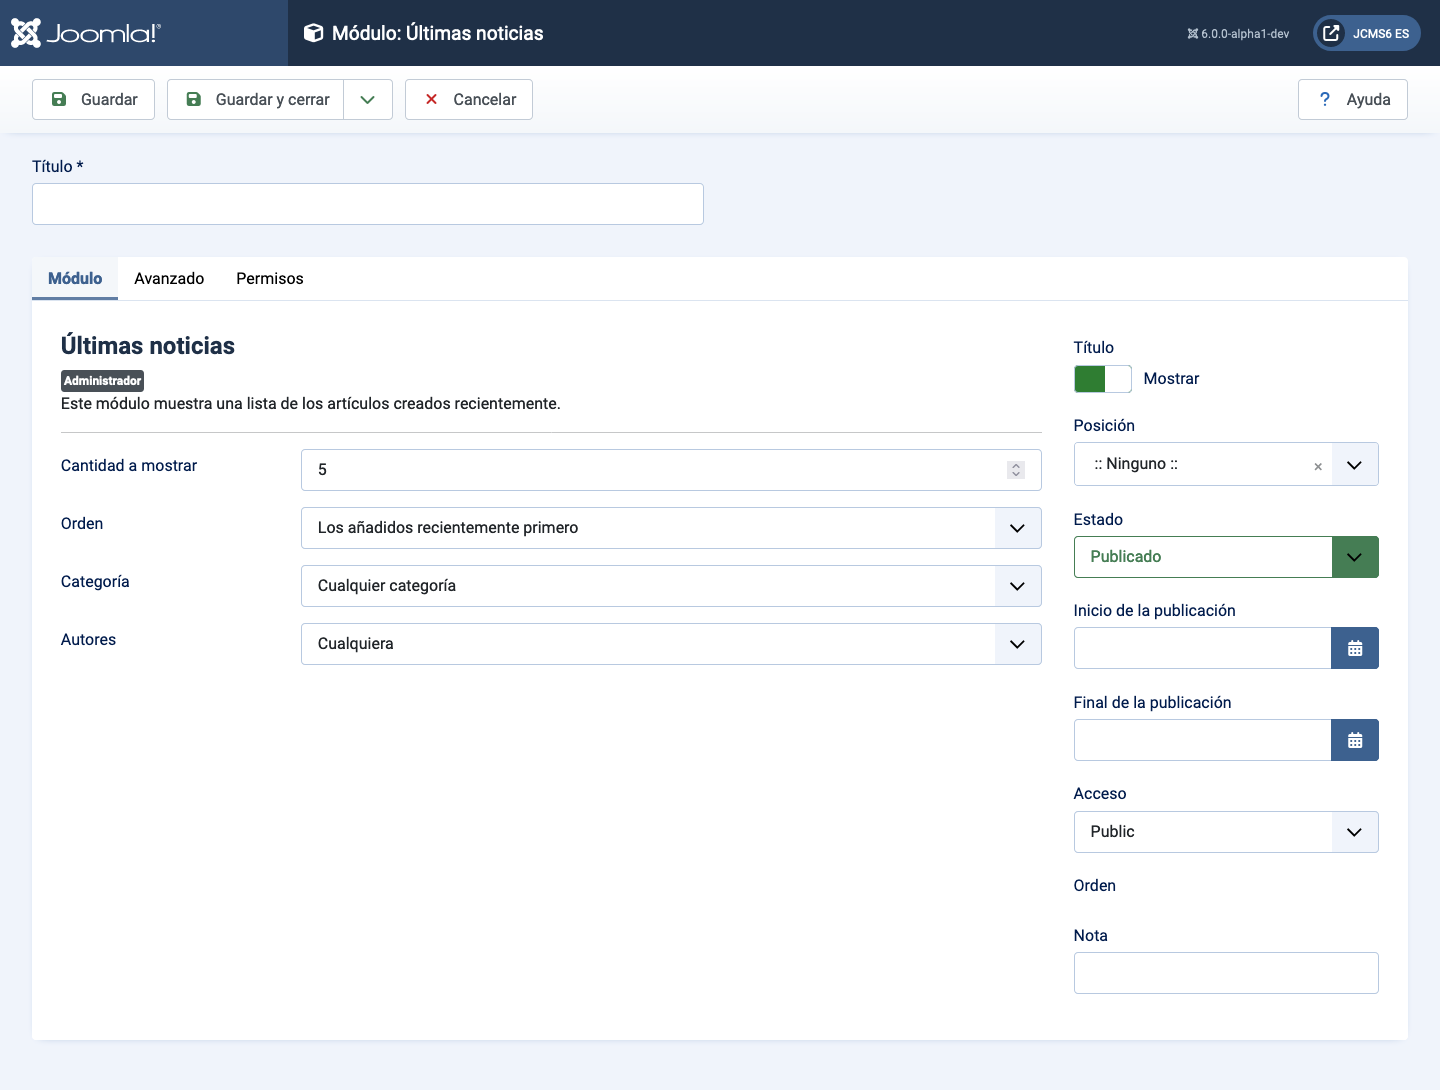 Joomla!®
Módulo: Últimas noticias
6.0.0-alpha1-dev
JCMS6 ES
Guardar
Guardar y cerrar
Cancelar
? Ayuda
Título *
Módulo
Avanzado
Permisos
Últimas noticias
Administrador
Este módulo muestra una lista de los artículos creados recientemente.
Cantidad a mostrar
5
Orden
Los añadidos recientemente primero
Categoría
Cualquier categoría
Autores
Cualquiera
Título
Mostrar
Posición
:: Ninguno ::
×
Estado
Publicado
Inicio de la publicación
Final de la publicación
Acceso
Public
Orden
Nota